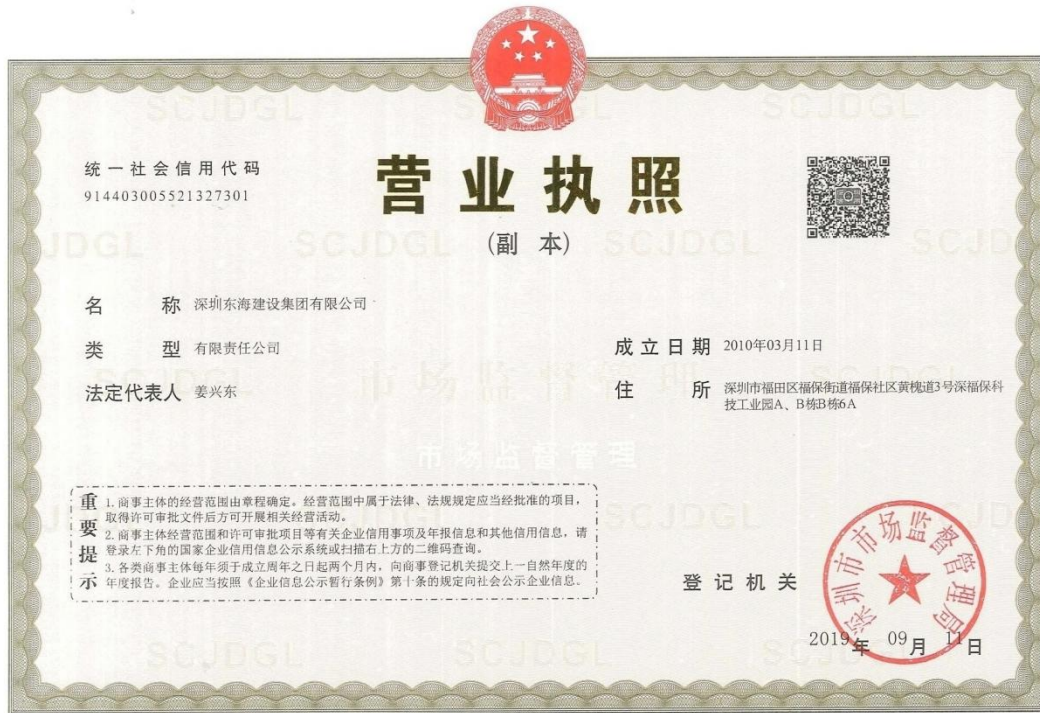 统一社会信用代码
914403005521327301
营业执照
(副 本)
名 称 深圳东海建设集团有限公司
类 型 有限责任公司
法定代表人 姜兴东
成立日期 2010年03月11日
住 所 深圳市福田区福保街道福保社区黄槐道3号深福保科
技工业园A、B栋B栋6A
市场监督管理
市场监督管理
重要提示
1. 商事主体的经营范围由章程确定。经营范围中属于法律、法规规定应当经批准的项目,
取得许可审批文件后方可开展相关经营活动。
2. 商事主体经营范围和许可审批项目等有关企业信用事项及年报信息和其他信用信息,请
登录左下角的国家企业信用信息公示系统或扫描右上方的二维码查询。
3. 各类商事主体每年须于成立周年之日起两个月内,向商事登记机关提交上一自然年度的
年度报告。企业应当按照《企业信息公示暂行条例》第十条的规定向社会公示企业信息。
登记机关
深圳市市场监督管理局
2019年 09月 11日
SCJDGL
SCJDGL
SCJDGL
JDGL
SCJDGL
SCJDGL
SCJD
SCJDGL
SCJDGL
SCJDGL